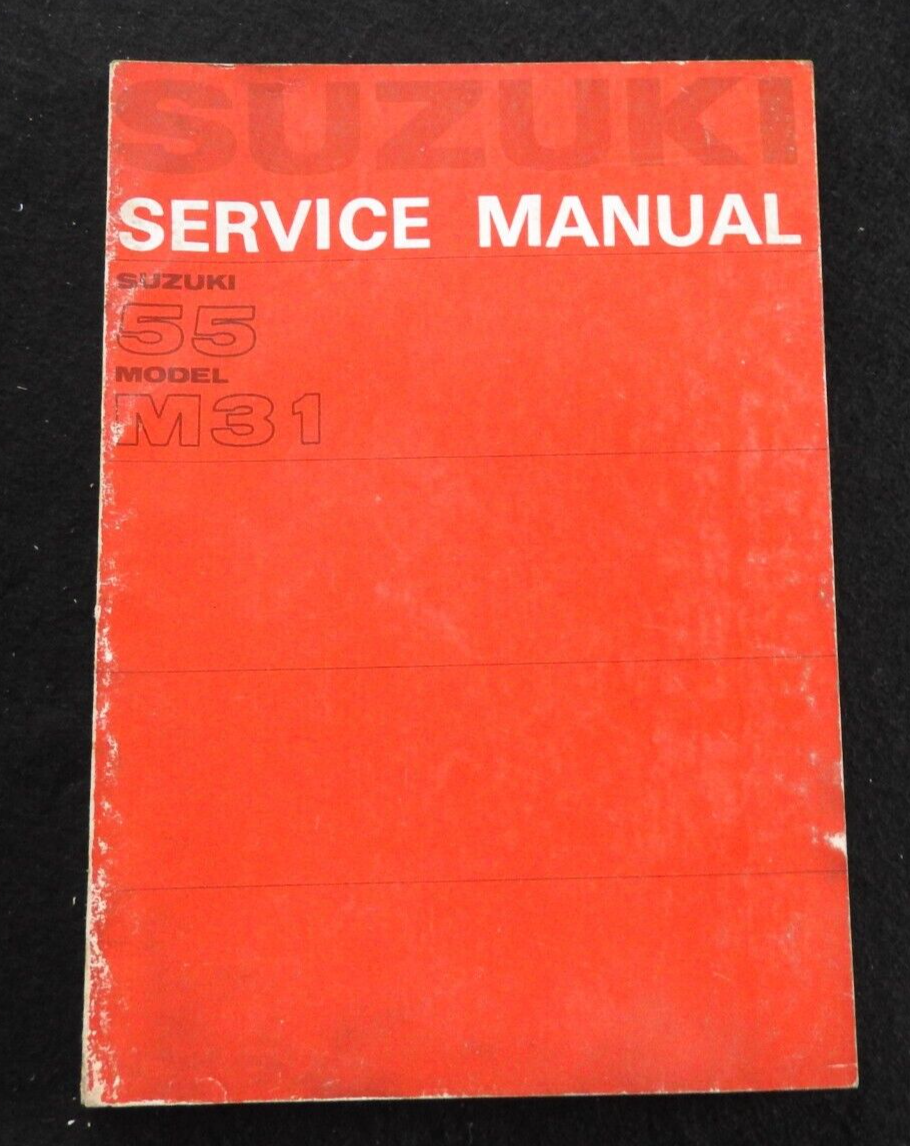 SUZUKI
SERVICE MANUAL
SUZUKI
55
MODEL
M31